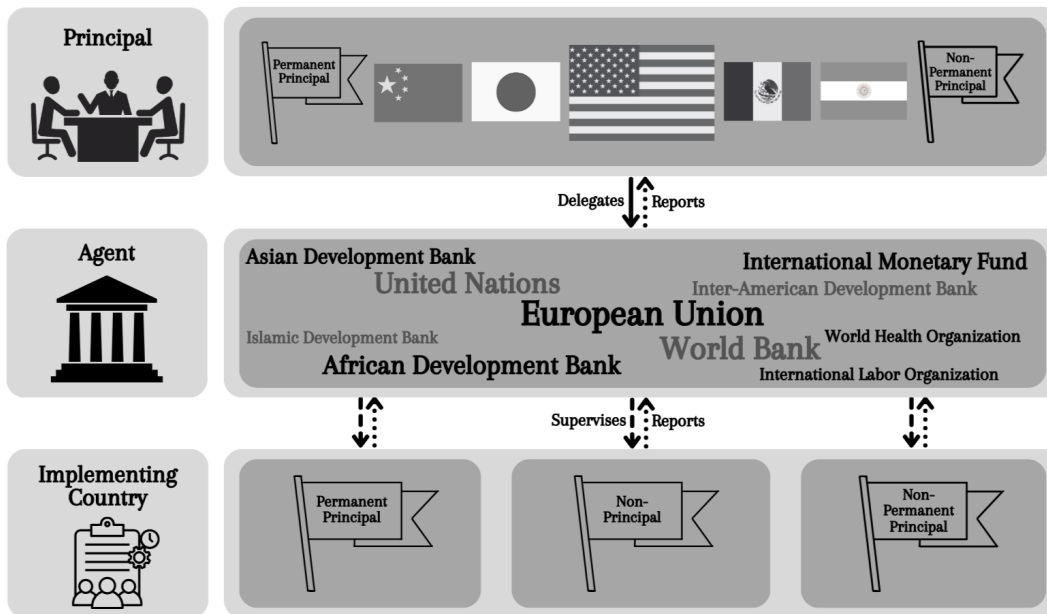 Principal
Permanent
Principal
Non-
Permanent
Principal
Delegates
Reports
Agent
Asian Development Bank
United Nations
International Monetary Fund
Inter-American Development Bank
European Union
Islamic Development Bank
World Bank
World Health Organization
African Development Bank
International Labor Organization
Supervises
Reports
Implementing
Country
Permanent
Principal
Non-
Principal
Non-
Permanent
Principal